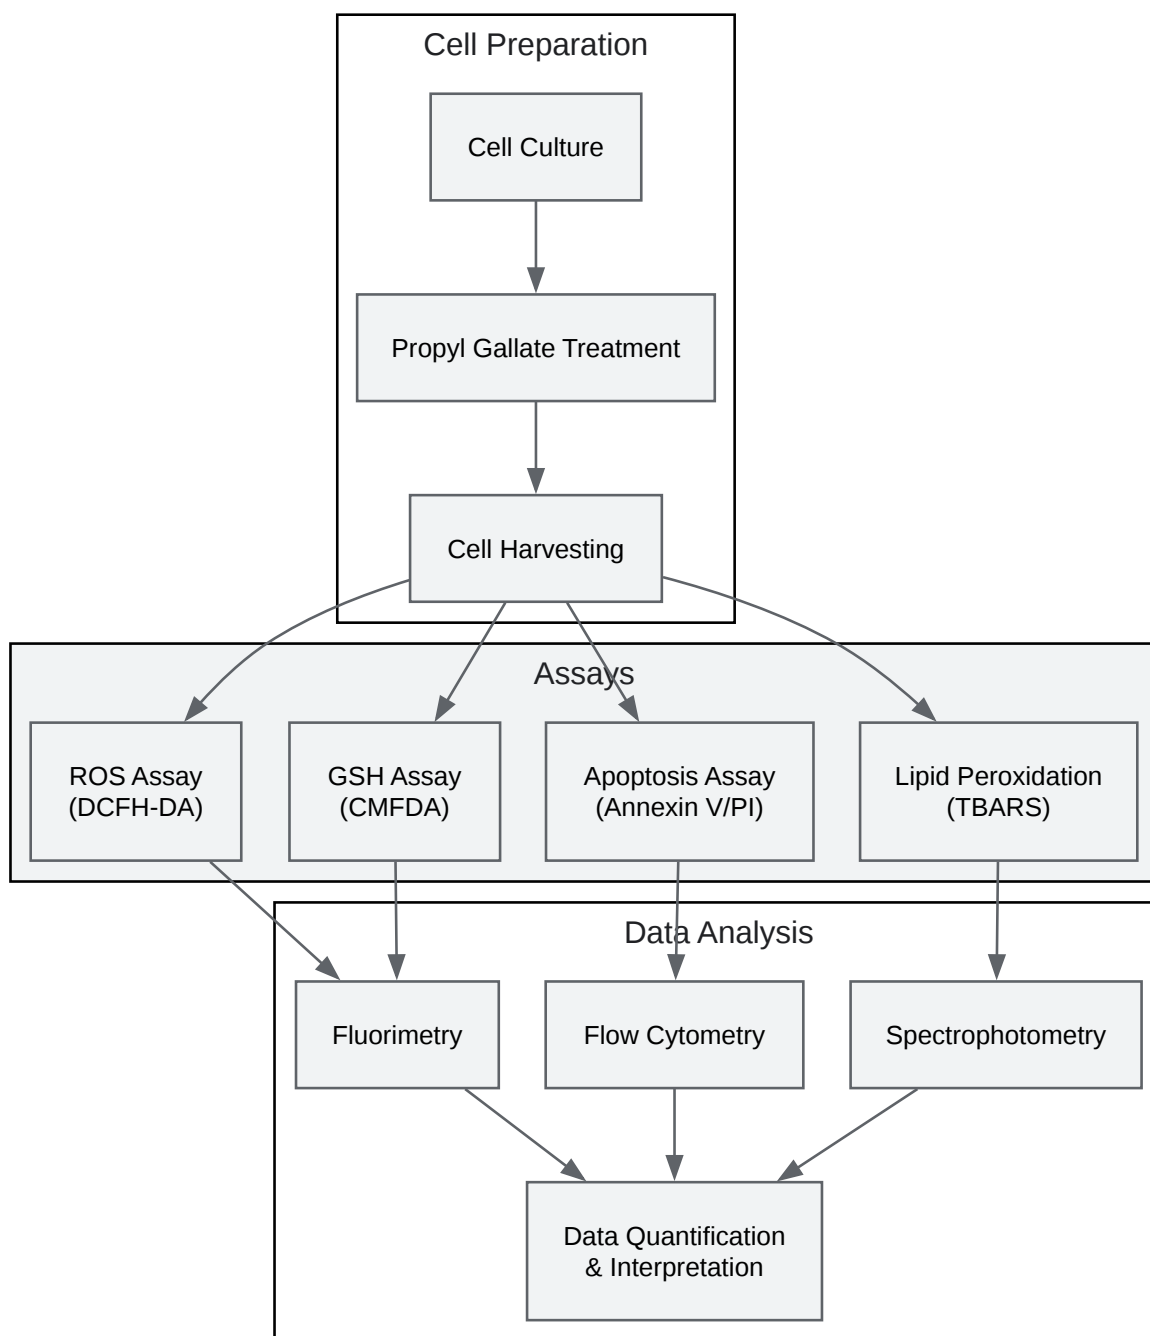 Cell Preparation
Cell Culture
Propyl Gallate Treatment
Cell Harvesting
Assays
ROS Assay
(DCFH-DA)
GSH Assay
(CMFDA)
Apoptosis Assay
(Annexin V/PI)
Lipid Peroxidation
(TBARS)
Data Analysis
Fluorimetry
Flow Cytometry
Spectrophotometry
Data Quantification
& Interpretation